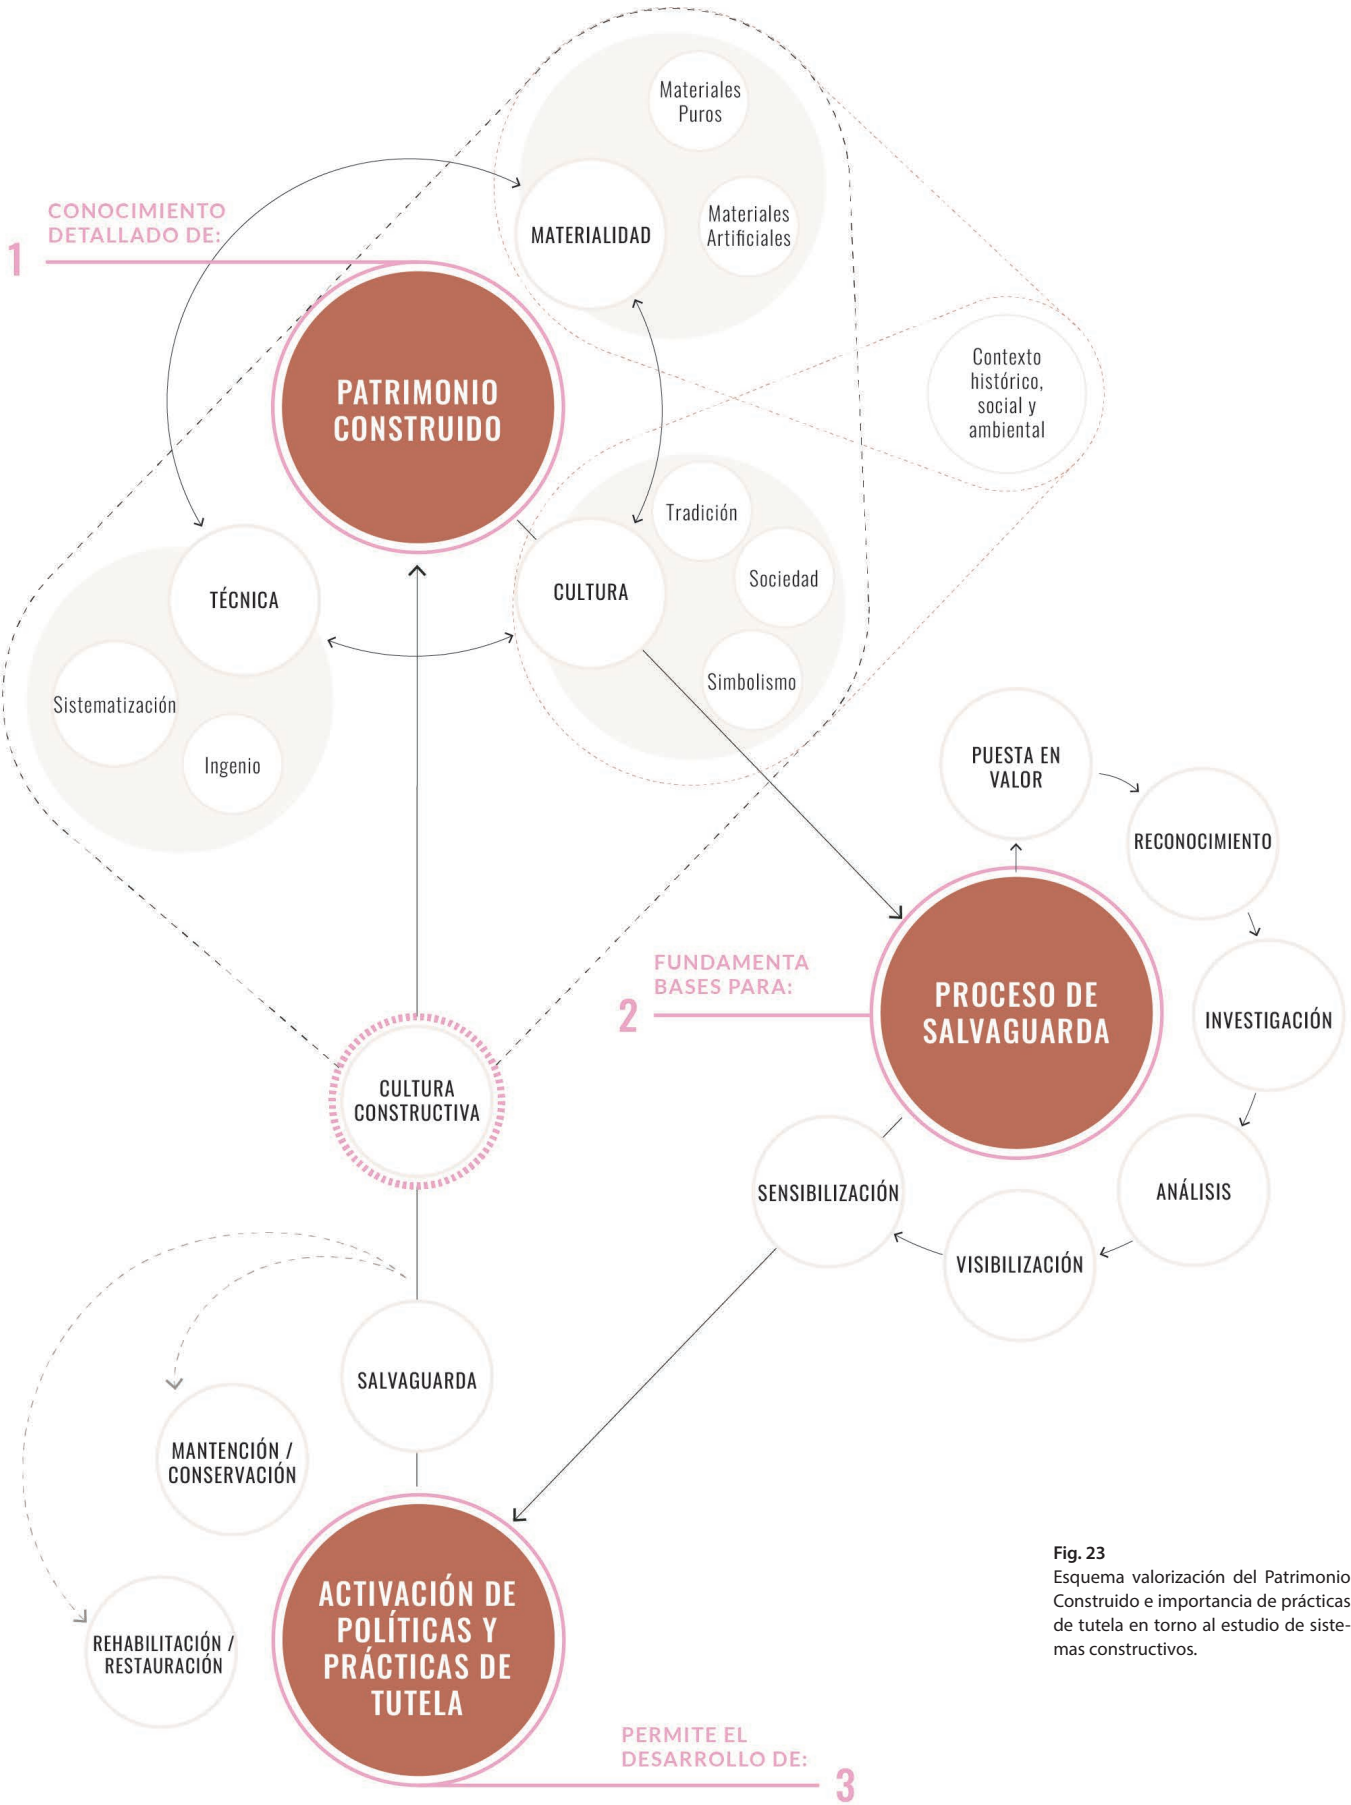 CONOCIMIENTO
DETALLADO DE:
1
PATRIMONIO
CONSTRUIDO
Materiales
Puros
MATERIALIDAD
Materiales
Artificiales
Contexto
histórico,
social y
ambiental
Tradición
CULTURA
Sociedad
Simbolismo
TÉCNICA
Sistematización
Ingenio
PUESTA EN
VALOR
RECONOCIMIENTO
FUNDAMENTA
BASES PARA:
2
PROCESO DE
SALVAGUARDA
INVESTIGACIÓN
ANÁLISIS
VISIBILIZACIÓN
SENSIBILIZACIÓN
CULTURA
CONSTRUCTIVA
SALVAGUARDA
MANTENCIÓN /
CONSERVACIÓN
REHABILITACIÓN /
RESTAURACIÓN
ACTIVACIÓN DE
POLÍTICAS Y
PRÁCTICAS DE
TUTELA
PERMITE EL
DESARROLLO DE:
3
Fig. 23
Esquema valorización del Patrimonio
Construido e importancia de prácticas
de tutela en torno al estudio de siste-
mas constructivos.